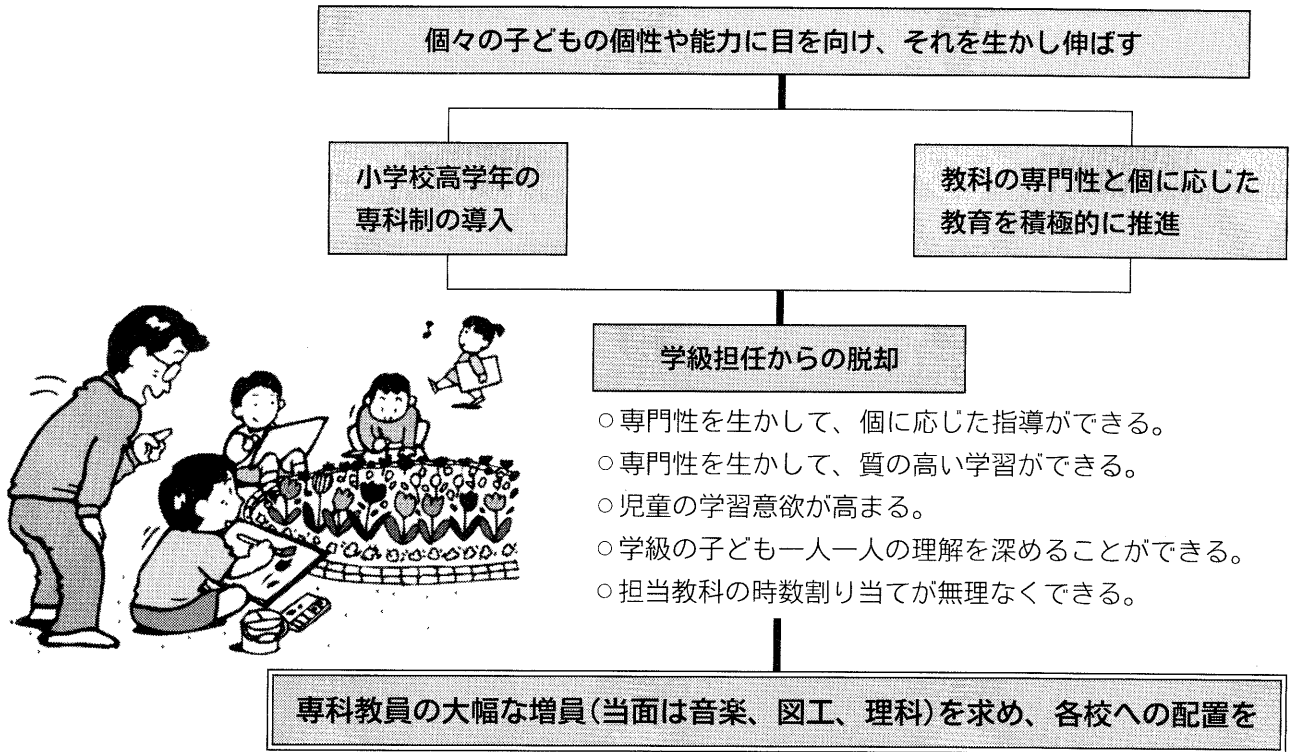 個々の子どもの個性や能力に目を向け、それを生かし伸ばす
小学校高学年の
専科制の導入
教科の専門性と個に応じた
教育を積極的に推進
学級担任からの脱却
○専門性を生かして、個に応じた指導ができる。
○専門性を生かして、質の高い学習ができる。
○児童の学習意欲が高まる。
○学級の子ども一人一人の理解を深めることができる。
○担当教科の時数割り当てが無理なくできる。
専科教員の大幅な増員(当面は音楽、図工、理科)を求め、各校への配置を